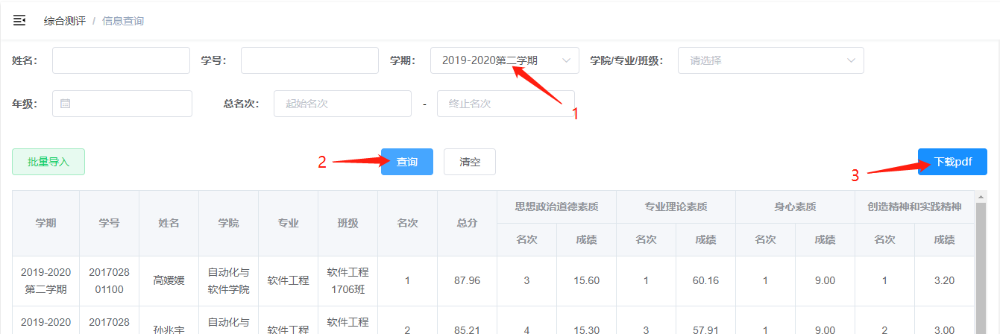 综合测评 / 信息查询
姓名: 学号: 学期: 2019-2020第二学期 学院/专业/班级: 请选择
1
年级: 总名次: 起始名次 - 终止名次
批量导入 2 查询 清空 3 下载pdf
学期 学号 姓名 学院 专业 班级 名次 总分 思想政治道德素质 专业理论素质 身心素质 创造精神和实践精神
名次 成绩 名次 成绩 名次 成绩 名次 成绩
2019-2020 2017028 自动化与 软件工程
第二学期 01100 高媛媛 软件学院 软件工程 1706班 1 87.96 3 15.60 1 60.16 1 9.00 1 3.20
2019-2020 2017028 自动化与 软件工程
孙兆宇 软件工程 2 85.21 4 15.30 3 57.91 1 9.00 2 3.00